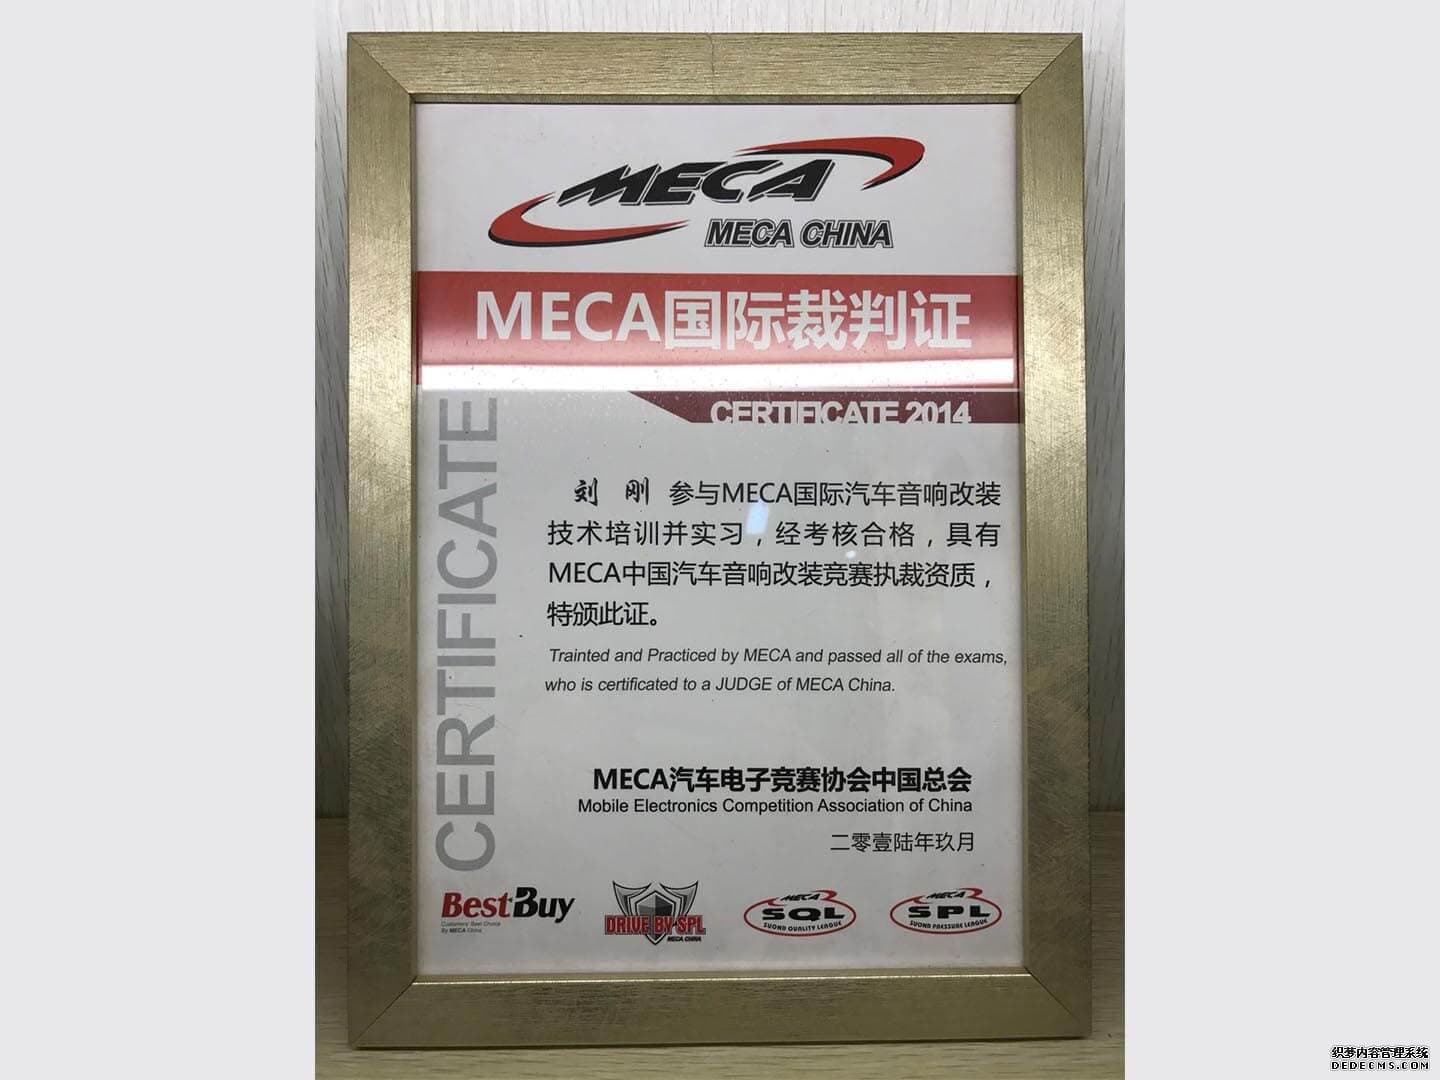 MECA
MECA CHINA
MECA国际裁判证
CERTIFICATE 2014
CERTIFICATE
刘 刚 参与MECA国际汽车音响改装
技术培训并实习，经考核合格，具有
MECA中国汽车音响改装竞赛执裁资质，
特颁此证。
Trainted and Practiced by MECA and passed all of the exams,
who is certificated to a JUDGE of MECA China.
MECA汽车电子竞赛协会中国总会
Mobile Electronics Competition Association of China
二零壹陆年玖月
BestBuy
Customers' Best Choice
By MECA China
DRIVE BY SPL
MECA CHINA
MECA
SQL
SUOND QUALITY LEAGUE
MECA
SPL
SUOND PRESSURE LEAGUE
织梦内容管理系统
DEDECMS.COM